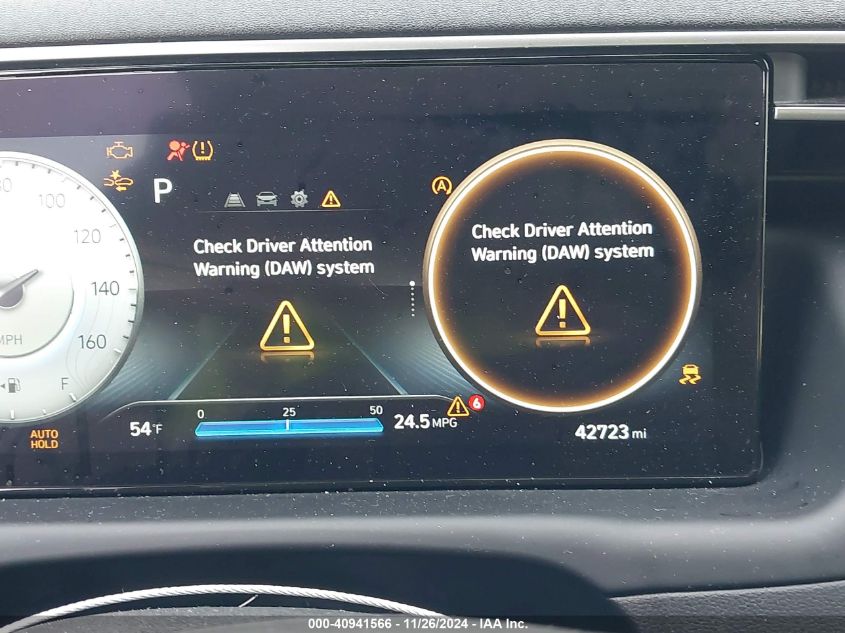 80
100
120
140
160
MPH
F
AUTO
HOLD
P
Check Driver Attention
Warning (DAW) system
54°F
0 25 50
24.5 MPG
6
A
Check Driver Attention
Warning (DAW) system
42723 mi
000-40941566 - 11/26/2024 - IAA Inc.